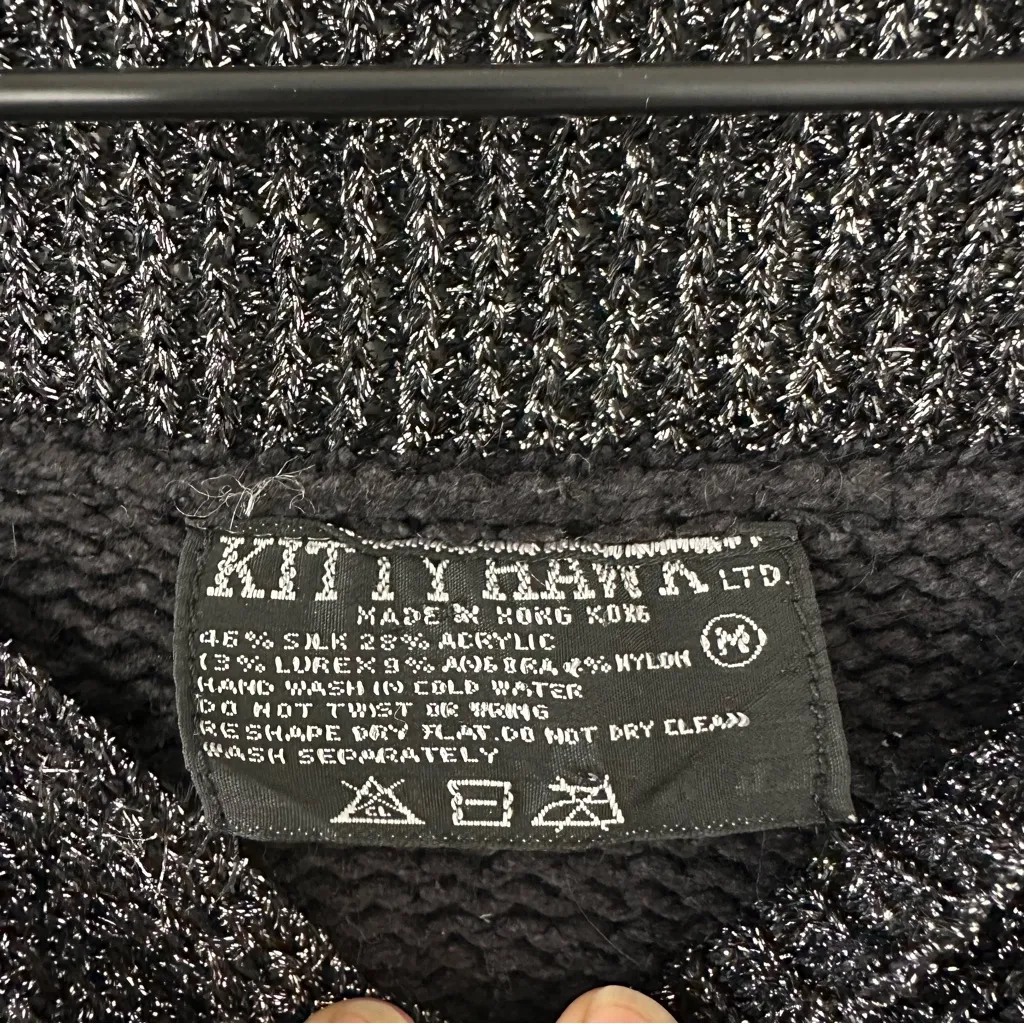 KITTY HAWK LTD.
MADE IN HONG KONG
46% SILK 28% ACRYLIC
M
13% LUREX 9% ANGORA 4% NYLON
HAND WASH IN COLD WATER
DO NOT TWIST OR WRING
RESHAPE DRY FLAT. DO NOT DRY CLEAN
WASH SEPARATELY
CL